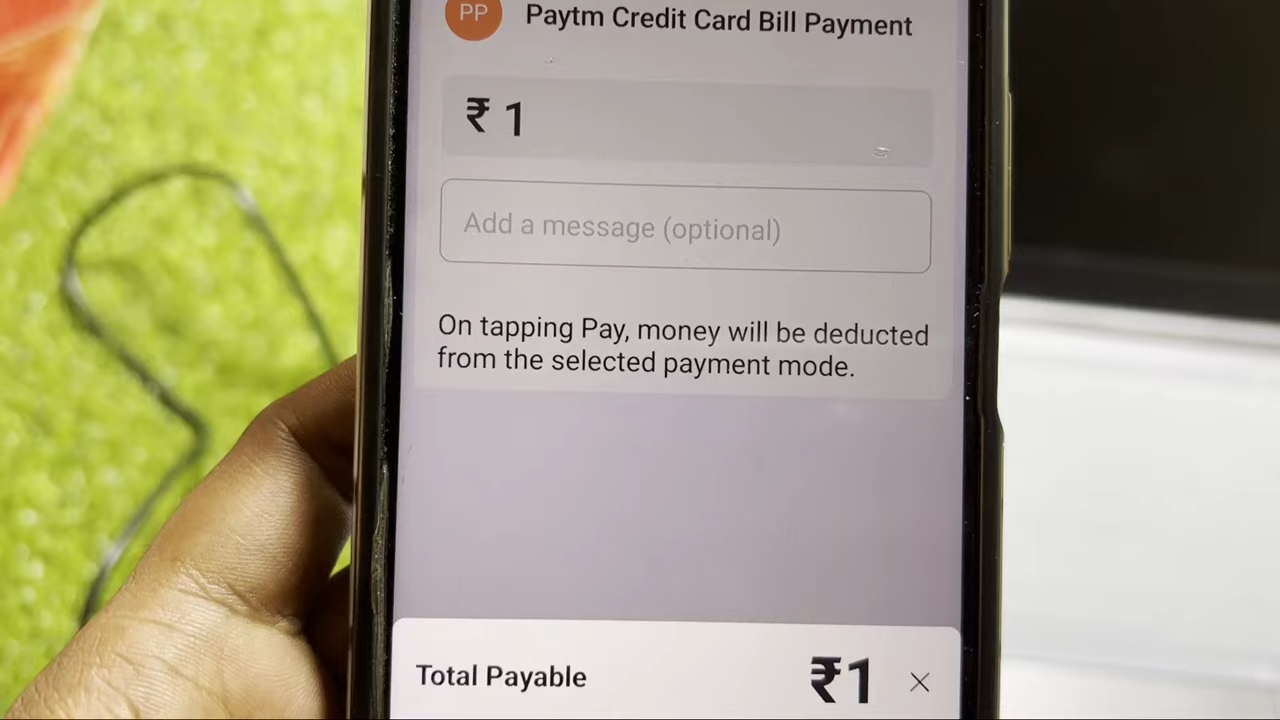 PP
Paytm Credit Card Bill Payment
₹ 1
Add a message (optional)
On tapping Pay, money will be deducted
from the selected payment mode.
Total Payable ₹1